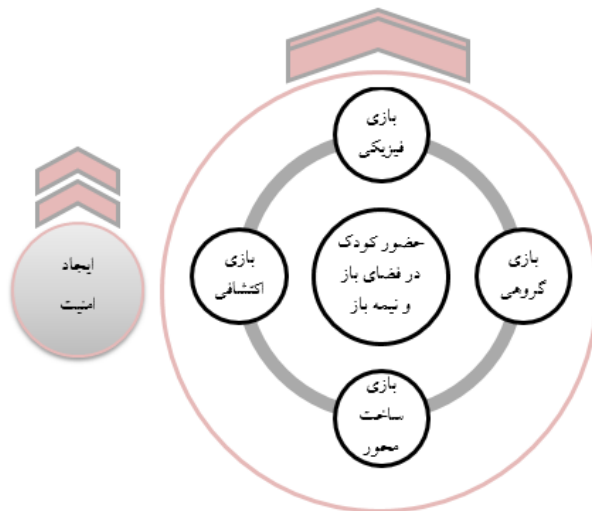 بازی
فیزیکی
بازی
گروهی
حضور کودک
در فضای باز
و نیمه باز
بازی
اکتشافی
بازی
ساخت
محور
ایجاد
امنیت